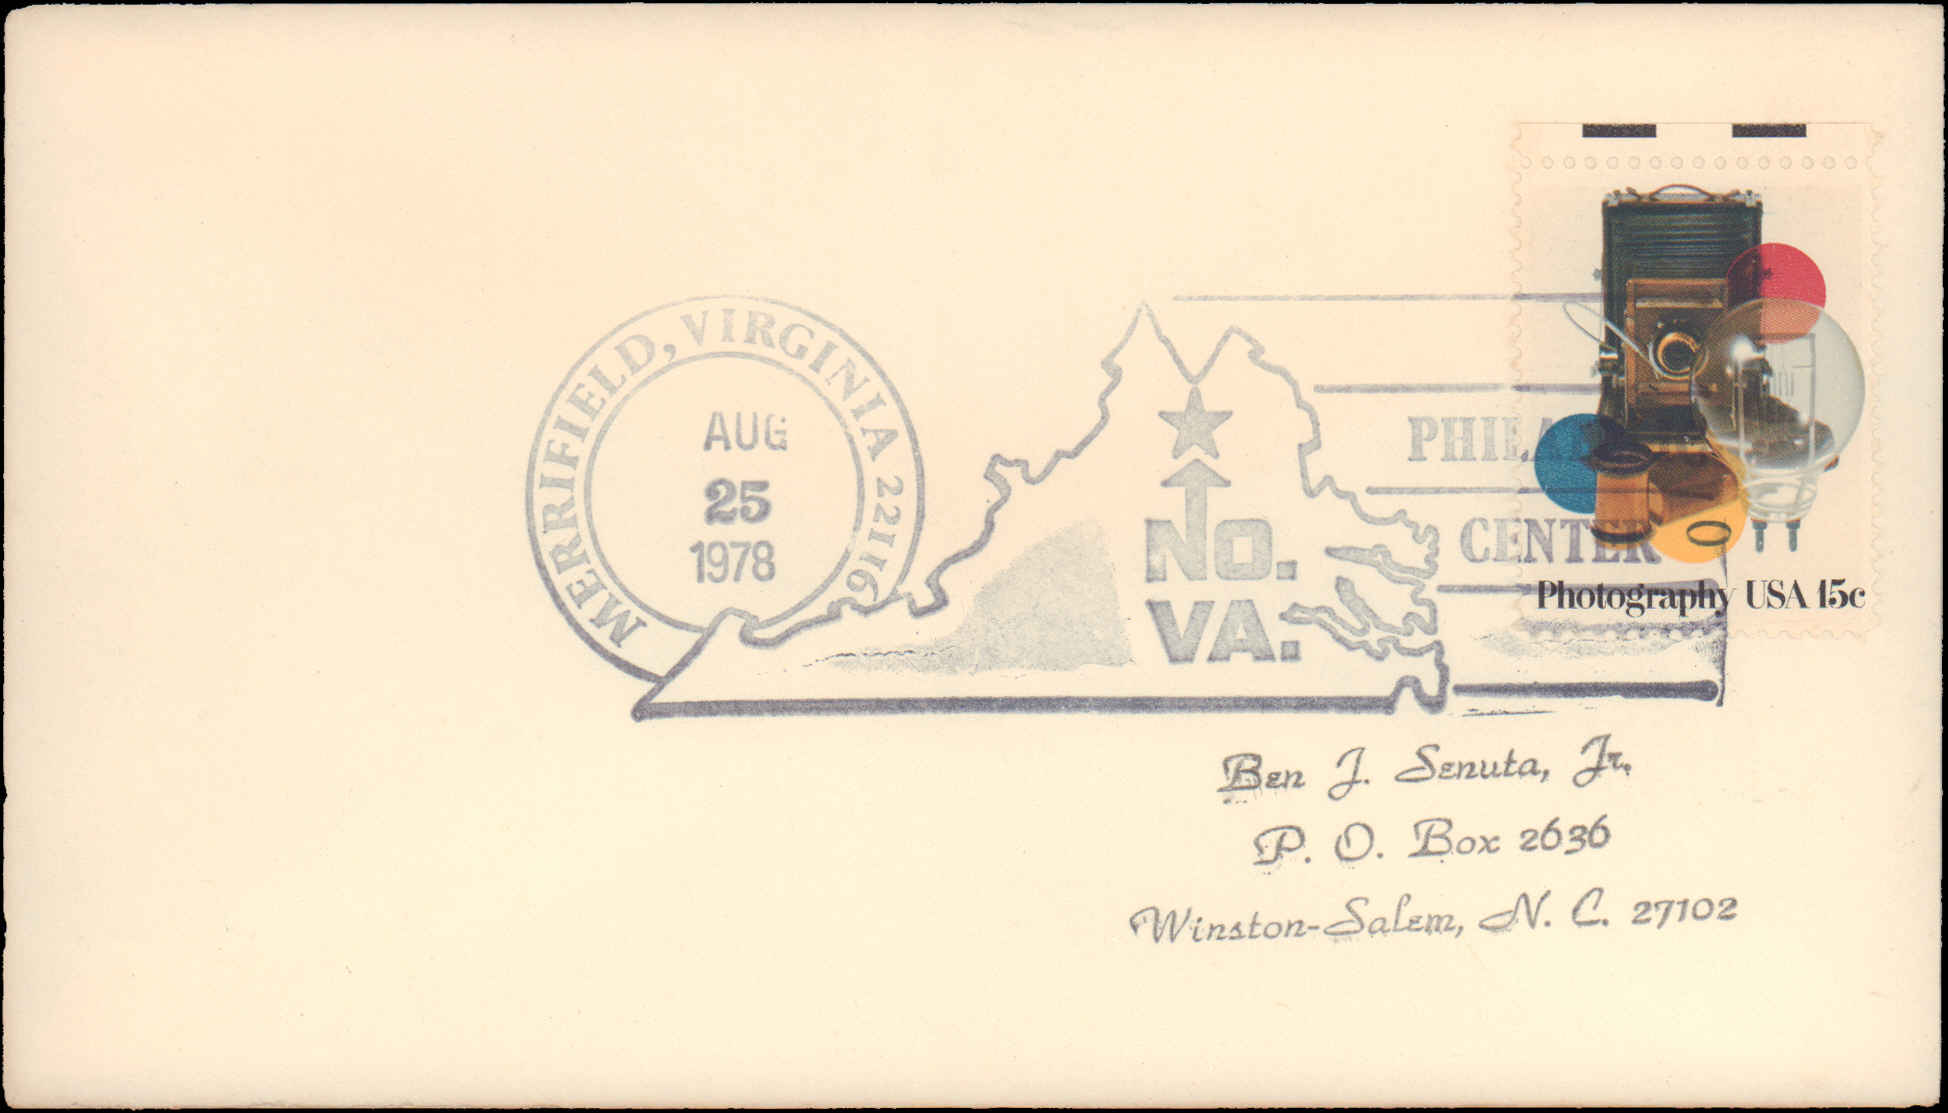 MERRIFIELD, VIRGINIA 22116
AUG
25
1978
NO.
VA.
CENTER
Photography USA 15c
Ben J. Senuta, Jr.
P. O. Box 2636
Winston-Salem, N. C. 27102